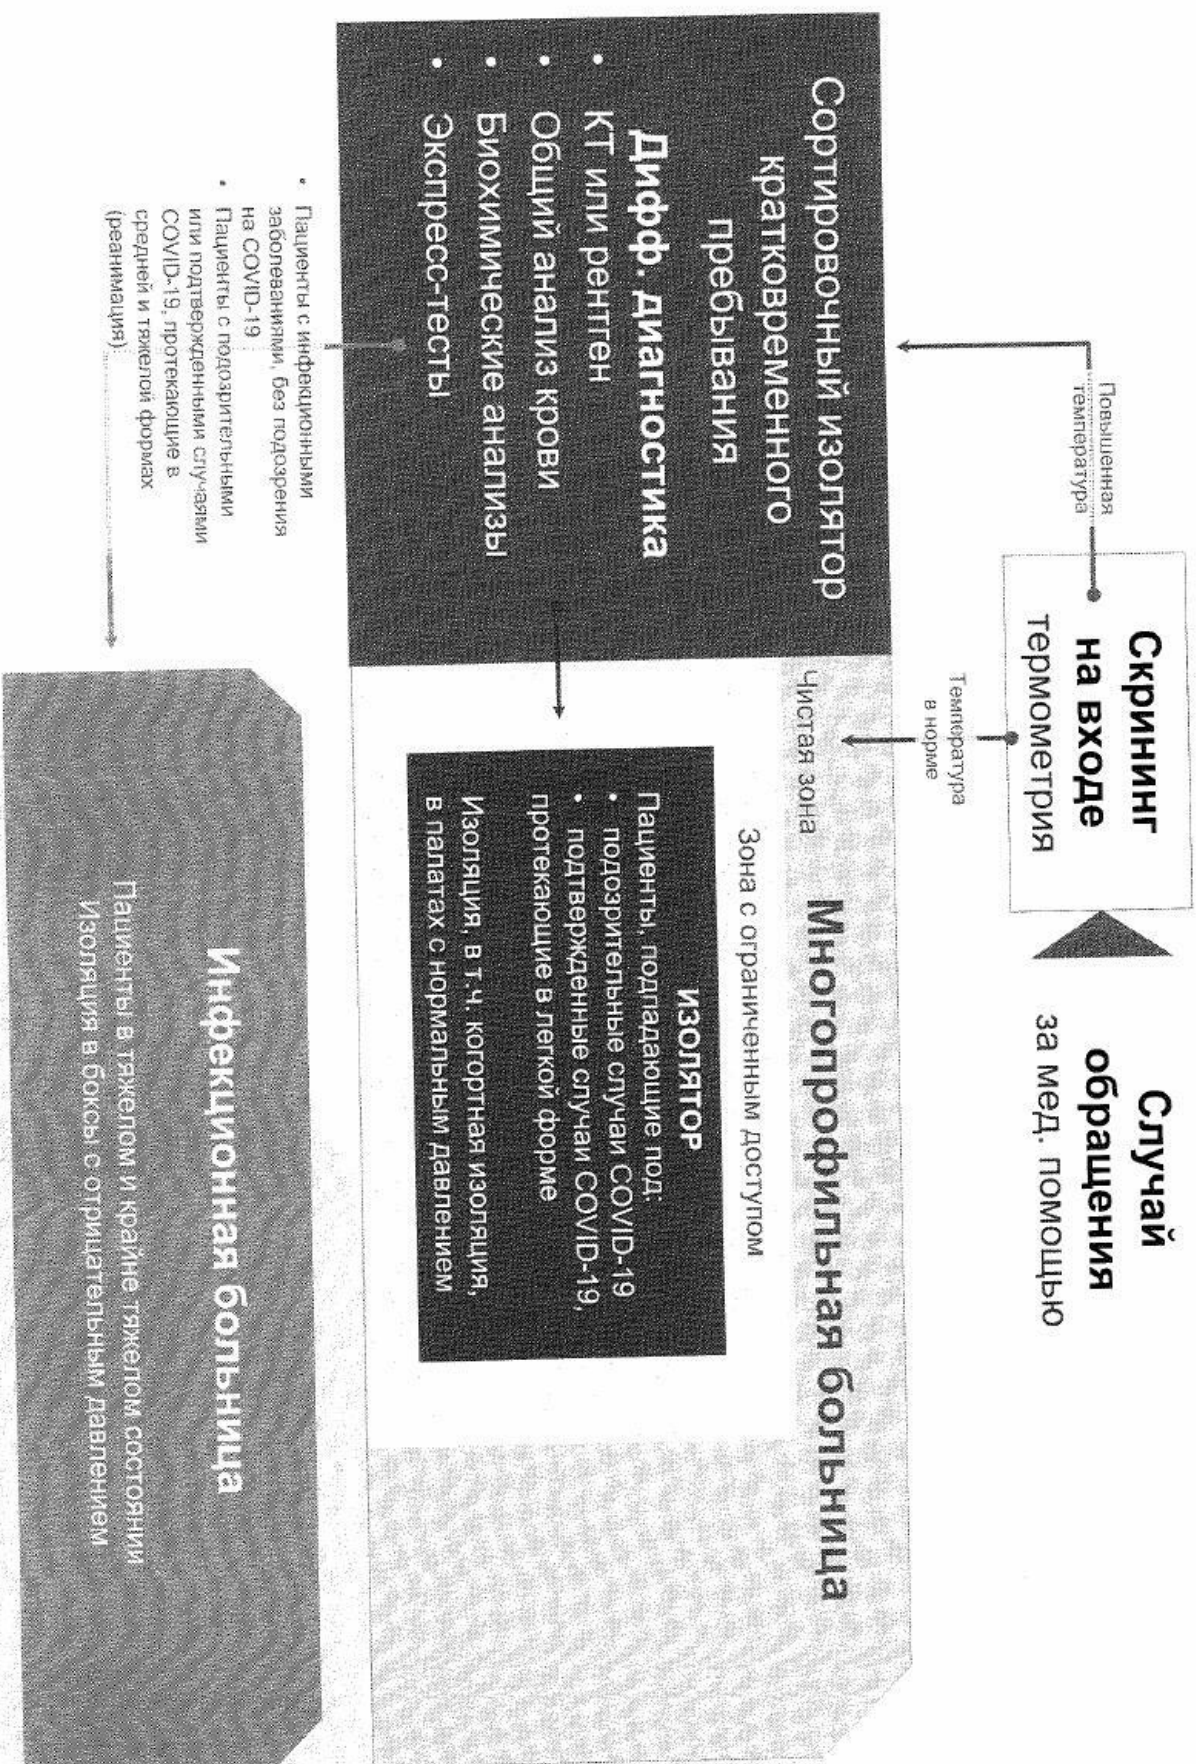 Случай
обращения
за мед. помощью
Скрининг
на входе
термометрия
Повышенная
температура
Температура
в норме
Сортировочный изолятор
кратковременного
пребывания
Дифф. диагностика
• КТ или рентген
• Общий анализ крови
• Биохимические анализы
• Экспресс-тесты
Чистая зона
Многопрофильная больница
Зона с ограниченным доступом
ИЗОЛЯТОР
Пациенты, подпадающие под:
• подозрительные случаи COVID-19
• подтвержденные случаи COVID-19,
протекающие в легкой форме
Изоляция, в т.ч. когортная изоляция,
в палатах с нормальным давлением
• Пациенты с инфекционными
заболеваниями, без подозрения
на COVID-19
• Пациенты с подозрительными
или подтвержденными случаями
COVID-19, протекающие в
средней и тяжелой формах
(реанимация)
Инфекционная больница
Пациенты в тяжелом и крайне тяжелом состоянии
Изоляция в боксы с отрицательным давлением